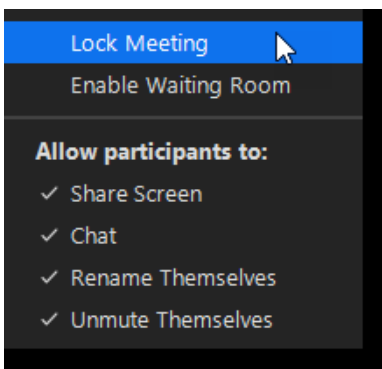 Lock Meeting
Enable Waiting Room
Allow participants to:
Share Screen
Chat
Rename Themselves
Unmute Themselves